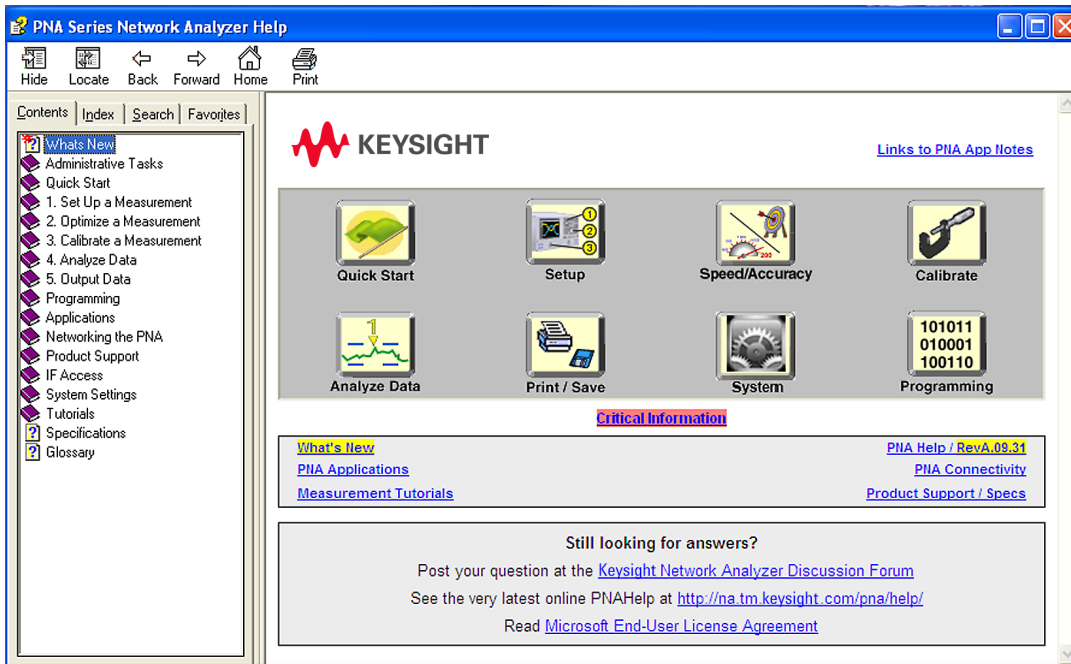 PNA Series Network Analyzer Help
Hide Locate Back Forward Home Print
Contents Index Search Favorites
Whats New
Administrative Tasks
Quick Start
1. Set Up a Measurement
2. Optimize a Measurement
3. Calibrate a Measurement
4. Analyze Data
5. Output Data
Programming
Applications
Networking the PNA
Product Support
IF Access
System Settings
Tutorials
Specifications
Glossary
KEYSIGHT
Links to PNA App Notes
1
2
3
200
Quick Start Setup Speed/Accuracy Calibrate
1
101011
010001
100110
Analyze Data Print / Save System Programming
Critical Information
What's New PNA Help / RevA.09.31
PNA Applications PNA Connectivity
Measurement Tutorials Product Support / Specs
Still looking for answers?
Post your question at the Keysight Network Analyzer Discussion Forum
See the very latest online PNAHelp at http://na.tm.keysight.com/pna/help/
Read Microsoft End-User License Agreement